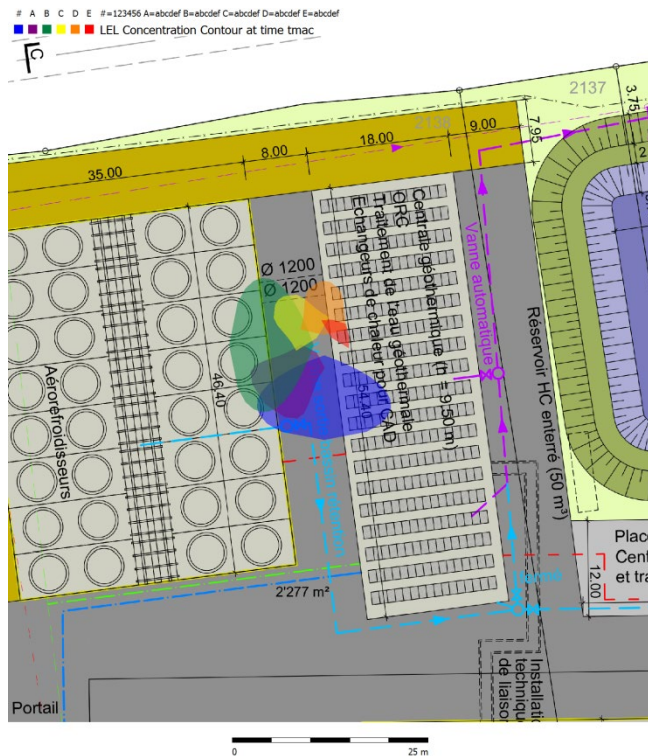 # A B C D E #=123456 A=abcdef B=abcdef C=abcdef D=abcdef E=abcdef
LEL Concentration Contour at time tmac
C
2137
3.75
2138
9.00
7.95
18.00
8.00
35.00
Ø 1200
Ø 1200
Centrale géothermique (h = 9.50 m)
CRC
Traitement de l'eau géothermale
Echangeurs de chaleur pour CAD
Vanne automatique
Réservoir HC enterré (50 m³)
Aérorefroidisseurs
46.40
54.40
fermé
2'277 m²
12.00
Place
Cent
et tra
Installati
technique
de liaiso
Portail
0 25 m